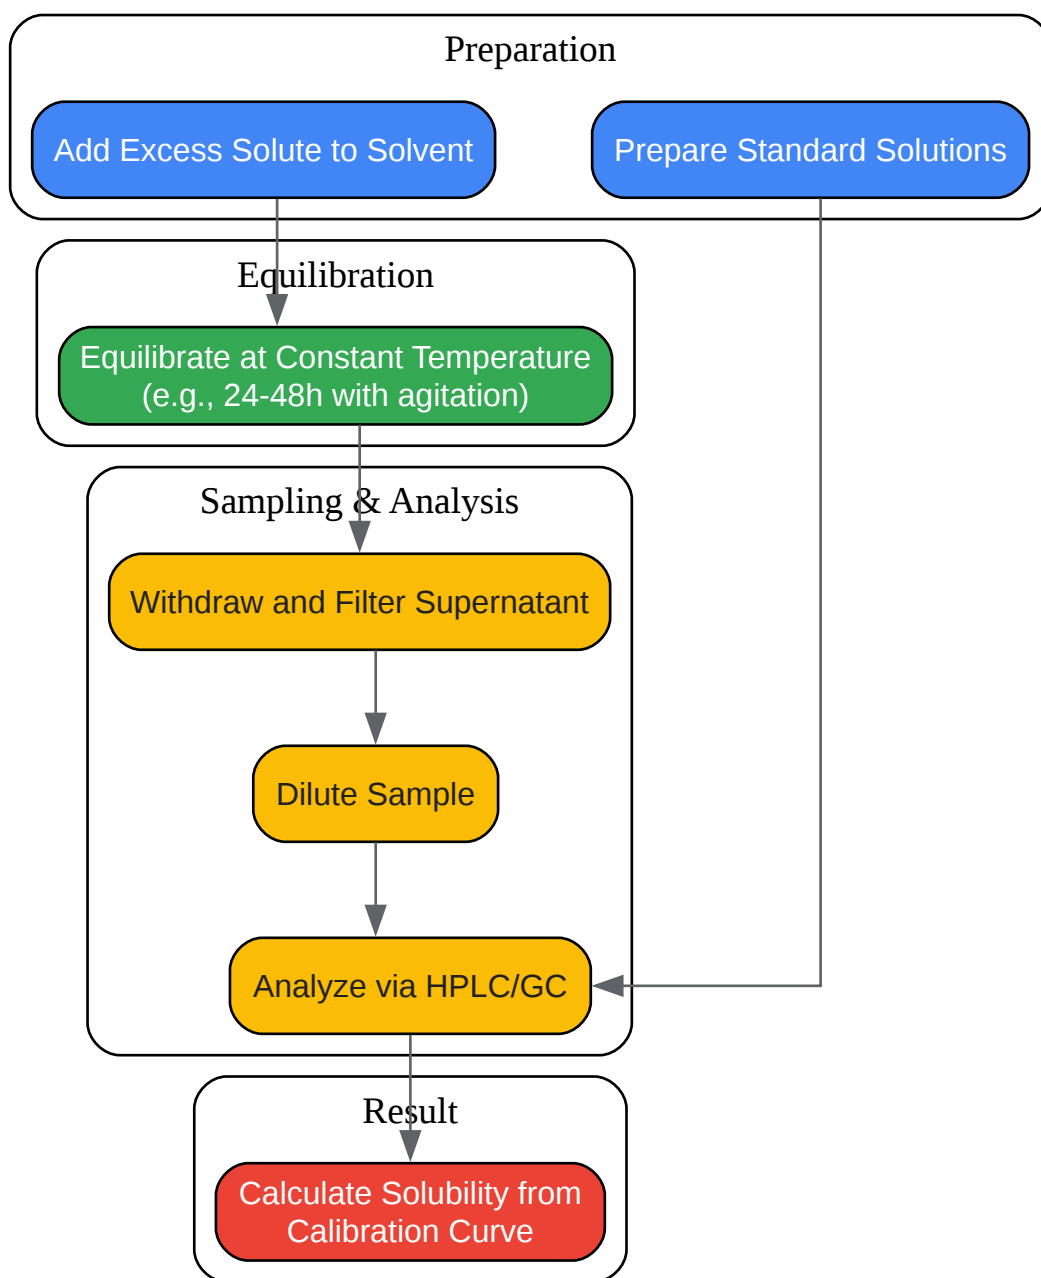 Preparation
Add Excess Solute to Solvent
Prepare Standard Solutions
Equilibration
Equilibrate at Constant Temperature
(e.g., 24-48h with agitation)
Sampling & Analysis
Withdraw and Filter Supernatant
Dilute Sample
Analyze via HPLC/GC
Result
Calculate Solubility from
Calibration Curve